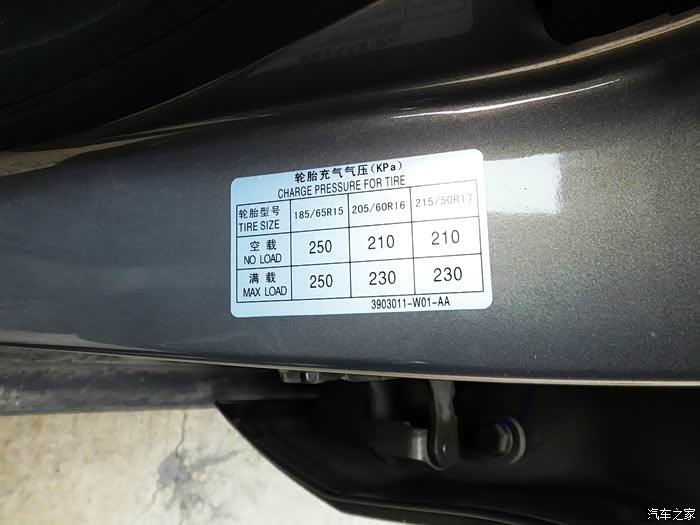 轮胎充气气压(KPa)
CHARGE PRESSURE FOR TIRE
轮胎型号 185/65R15 205/60R16 215/50R17
TIRE SIZE
空载 250 210 210
NO LOAD
满载 250 230 230
MAX LOAD
3903011-W01-AA
汽车之家